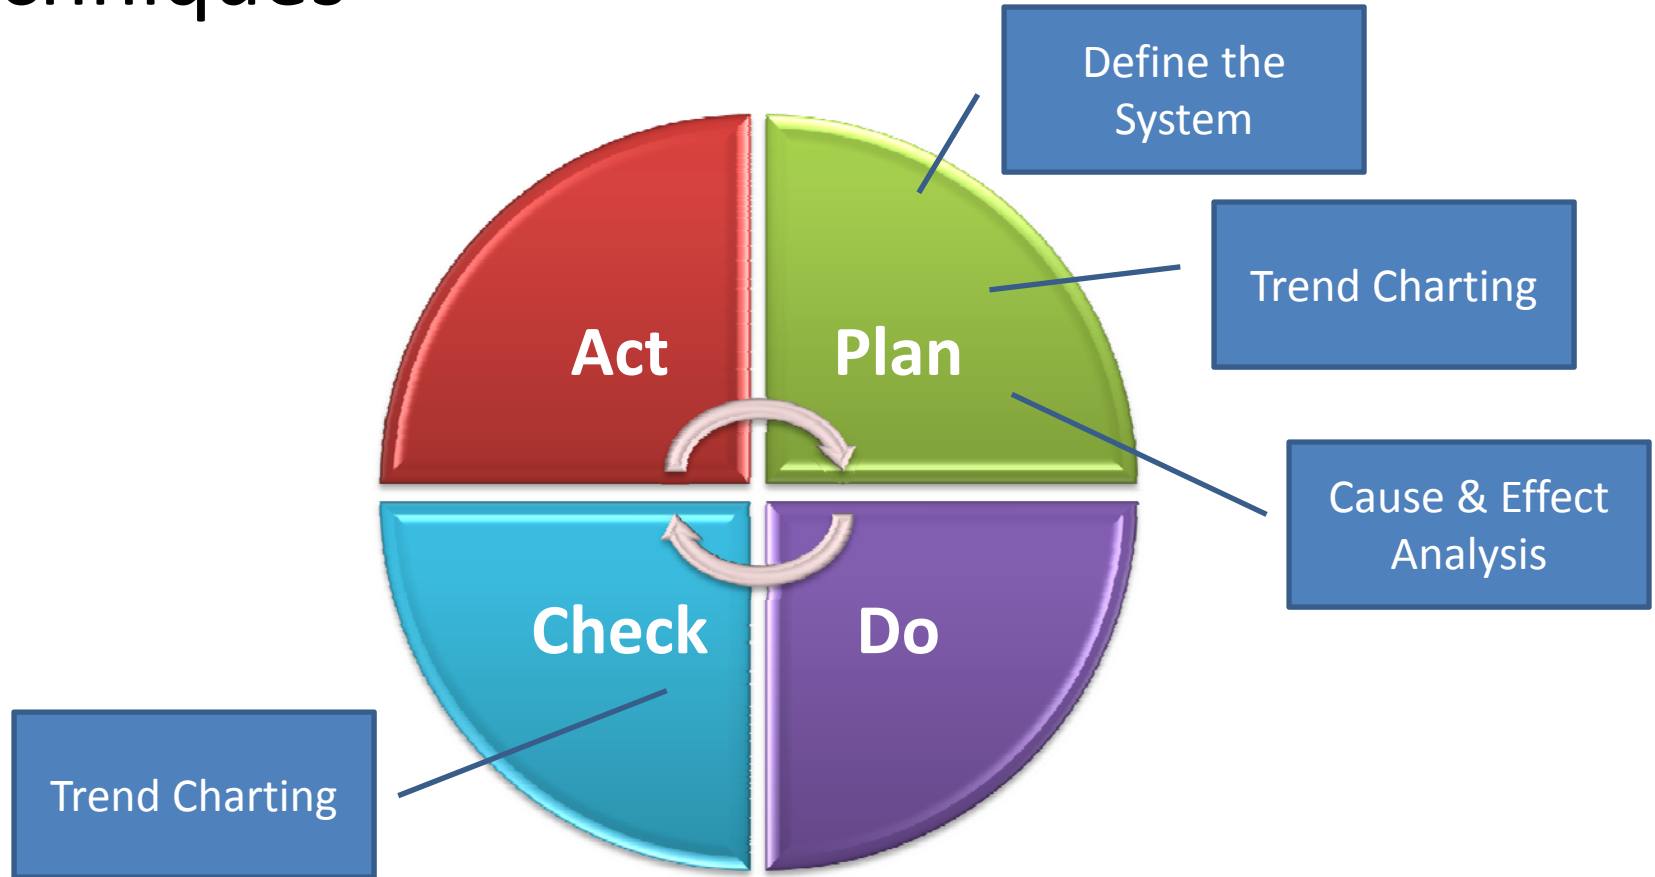 Define the
System
Trend Charting
Act
Plan
Cause & Effect
Analysis
Check
Do
Trend Charting